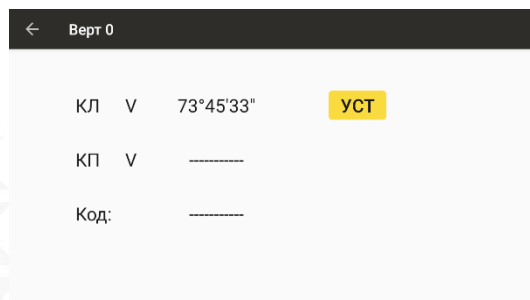 ← Верт 0
КЛ V 73°45'33" УСТ
КП V -----------
Код: -----------